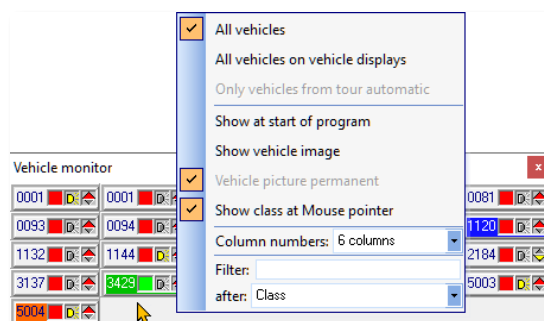 All vehicles
All vehicles on vehicle displays
Only vehicles from tour automatic
Show at start of program
Show vehicle image
Vehicle picture permanent
Show class at Mouse pointer
Column numbers: 6 columns
Filter:
after: Class
Vehicle monitor x
0001 D 0001 D 0081 D
0093 D 0094 D 1120 D
1132 D 1144 D 2184 D
3137 D 3429 D 5003 D
5004 D